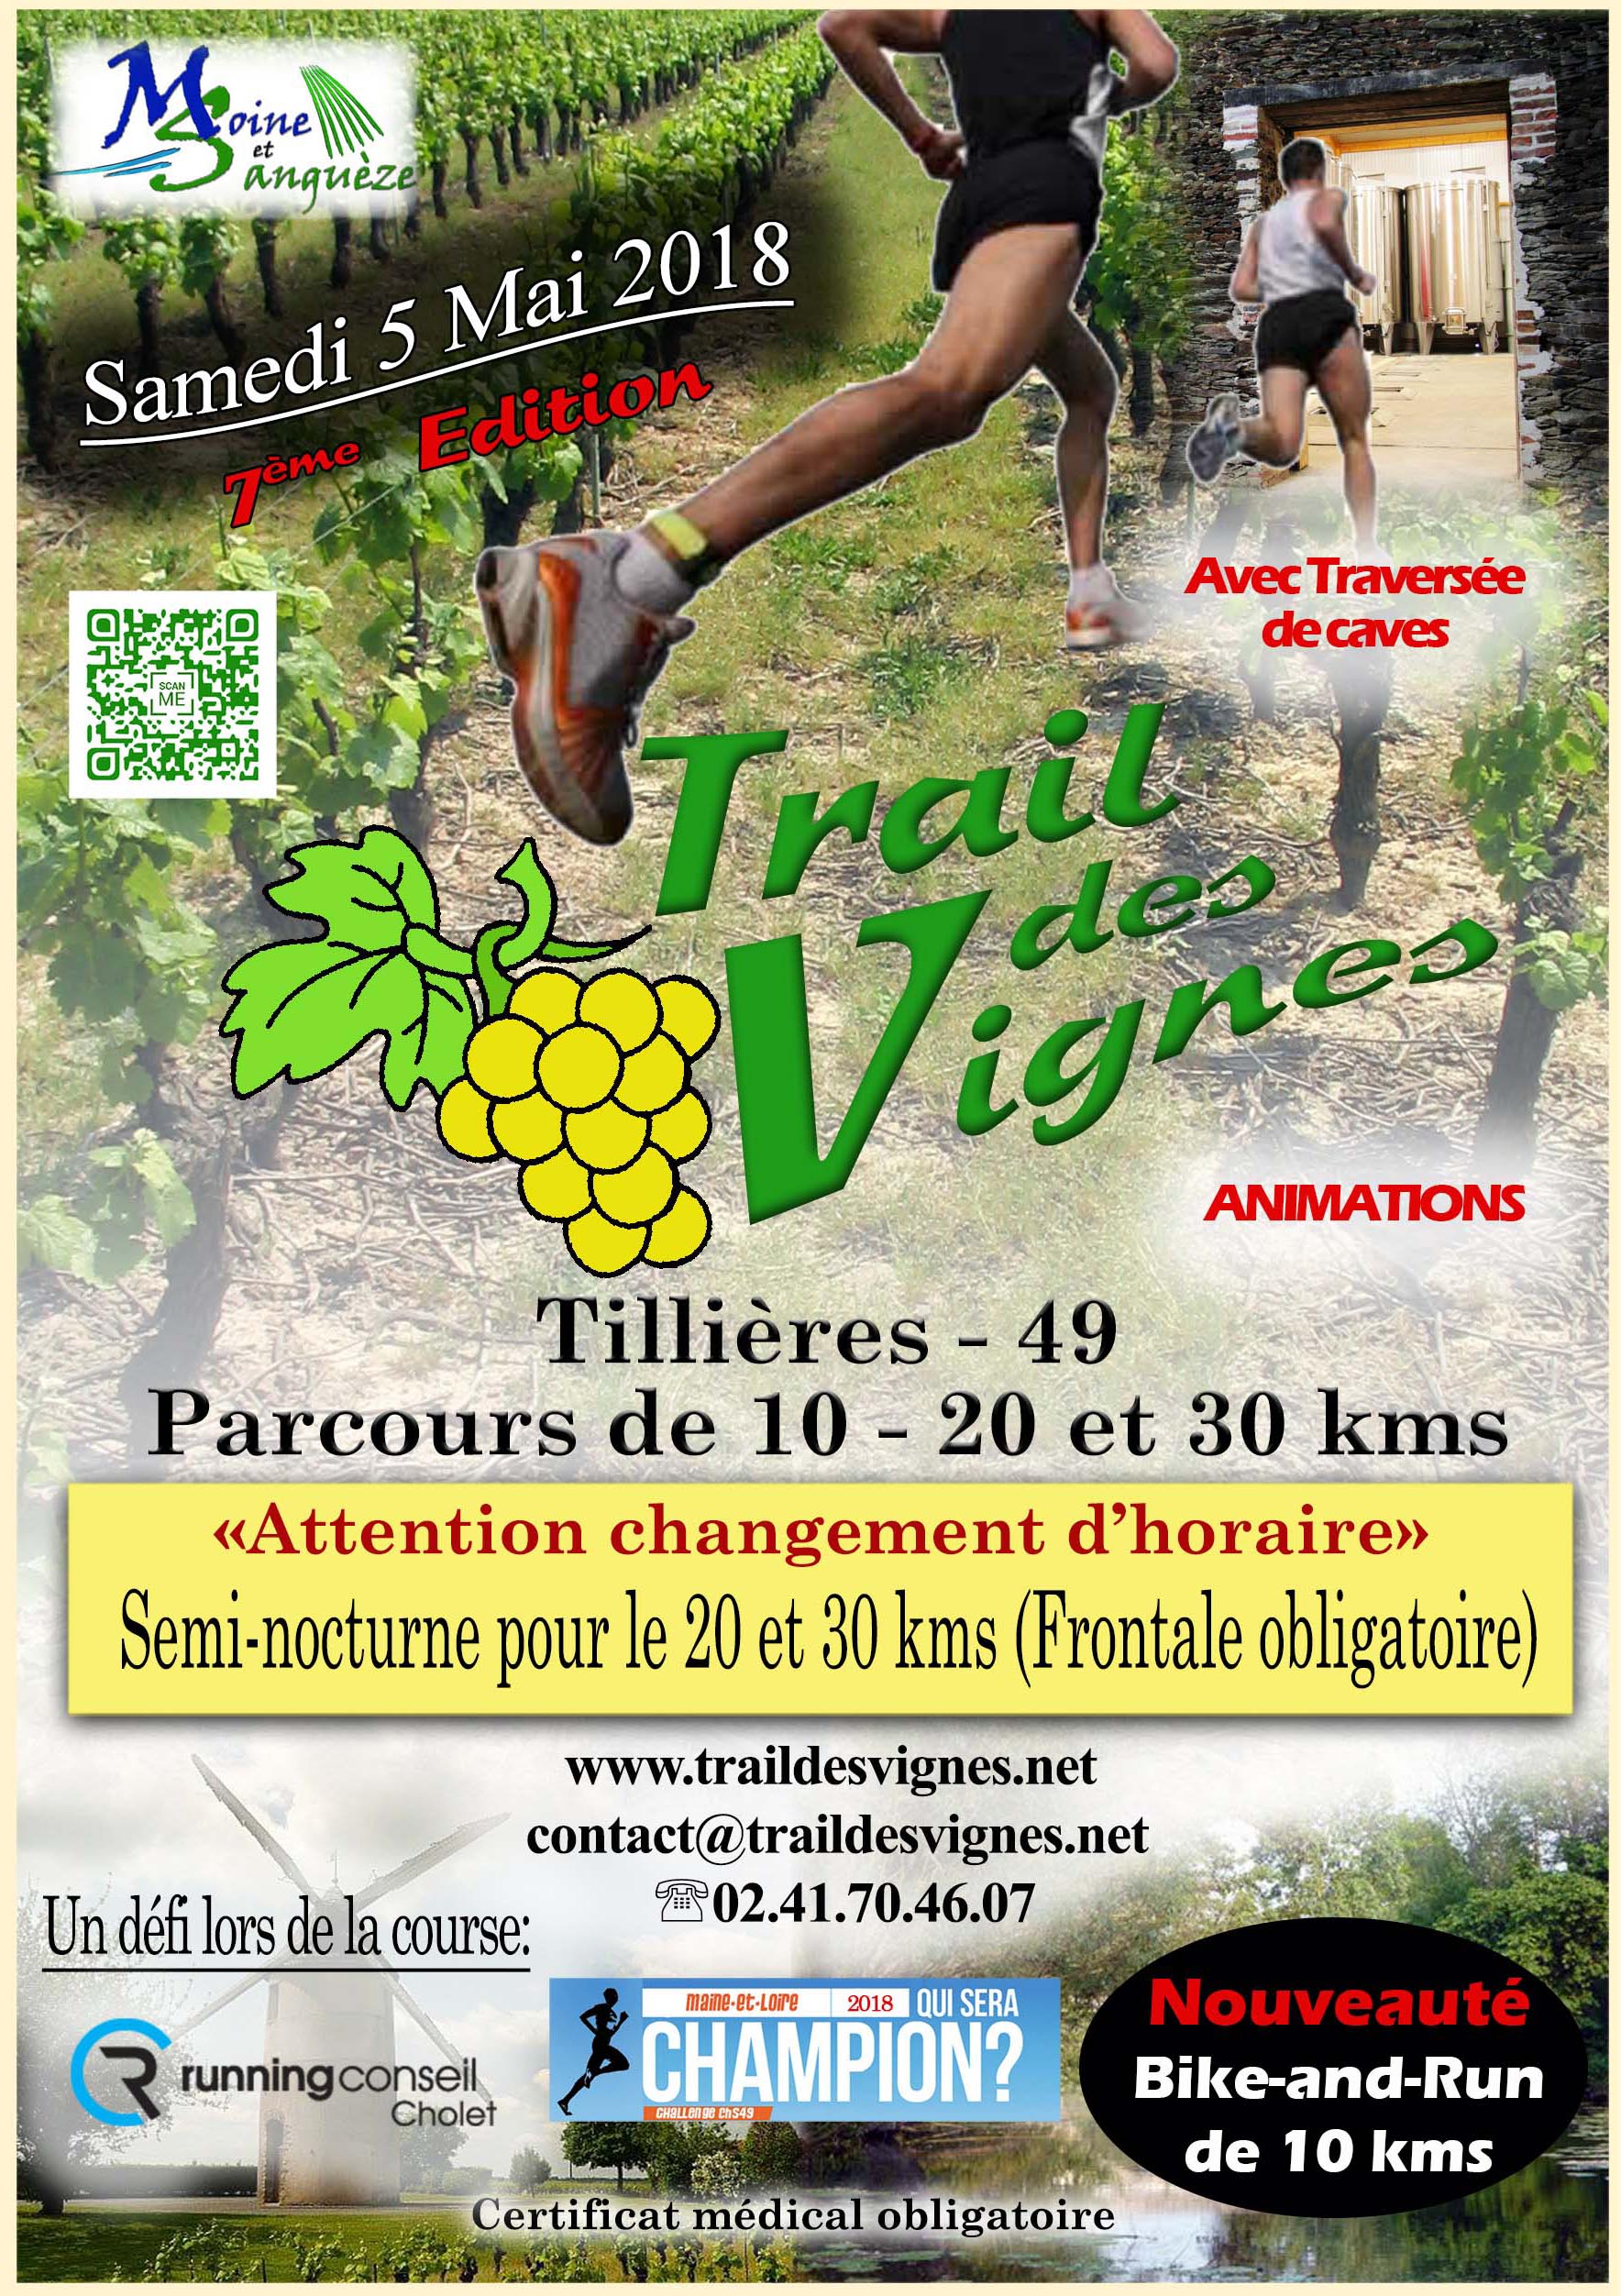 Moine
et
Sanguèze
Samedi 5 Mai 2018
7ème Edition
Avec Traversée
de caves
SCAN
ME
Trail
des
Vignes
ANIMATIONS
Tillières - 49
Parcours de 10 - 20 et 30 kms
«Attention changement d'horaire»
Semi-nocturne pour le 20 et 30 kms (Frontale obligatoire)
www.traildesvignes.net
contact@traildesvignes.net
☏02.41.70.46.07
Un défi lors de la course:
runningconseil
Cholet
maine-et-Loire 2018 QUI SERA
CHAMPION?
Challenge ChS49
Nouveauté
Bike-and-Run
de 10 kms
Certificat médical obligatoire